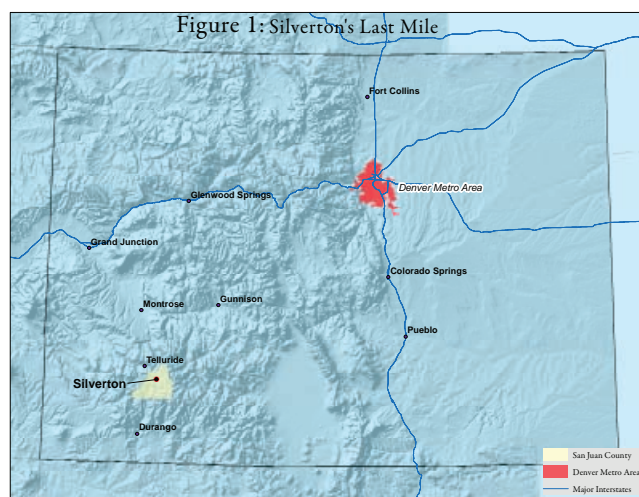 Figure 1: Silverton's Last Mile
Fort Collins
Denver Metro Area
Glenwood Springs
Grand Junction
Colorado Springs
Montrose
Gunnison
Pueblo
Telluride
Silverton
Durango
San Juan County
Denver Metro Area
Major Interstates